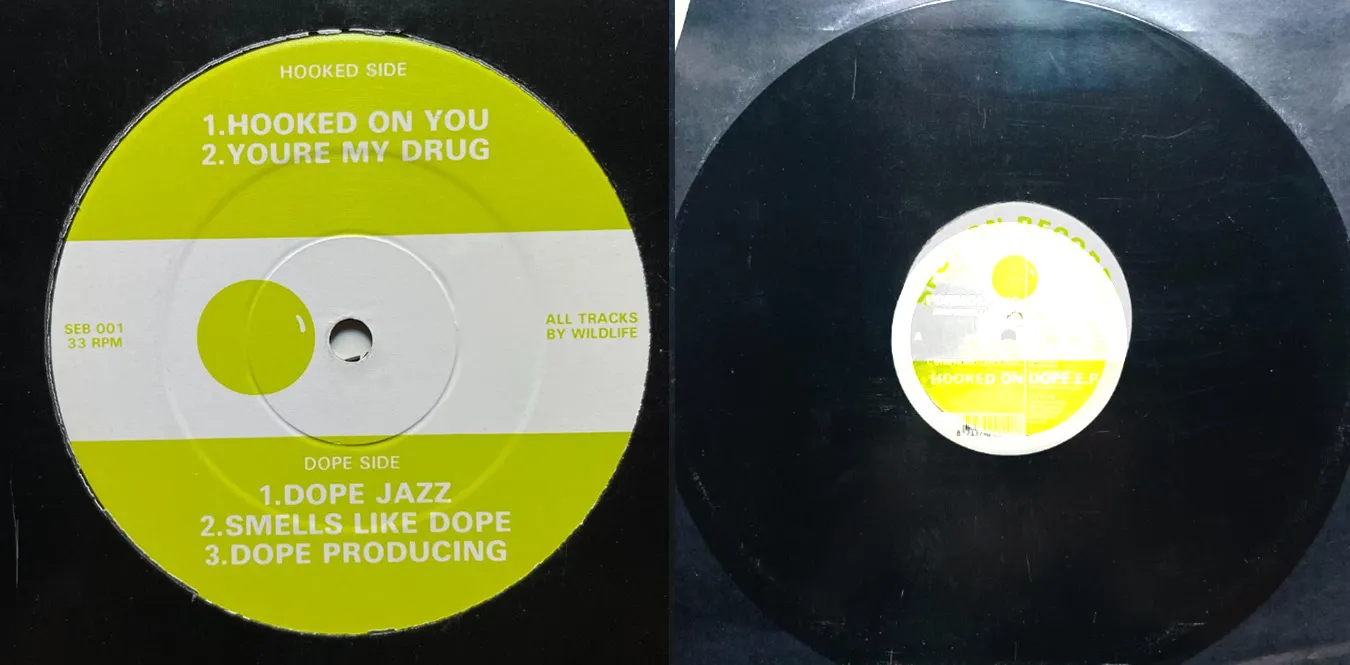 HOOKED SIDE
1.HOOKED ON YOU
2.YOURE MY DRUG
SEB 001
33 RPM
ALL TRACKS
BY WILDLIFE
DOPE SIDE
1.DOPE JAZZ
2.SMELLS LIKE DOPE
3.DOPE PRODUCING
A
HOOKED ON DOPE E.P